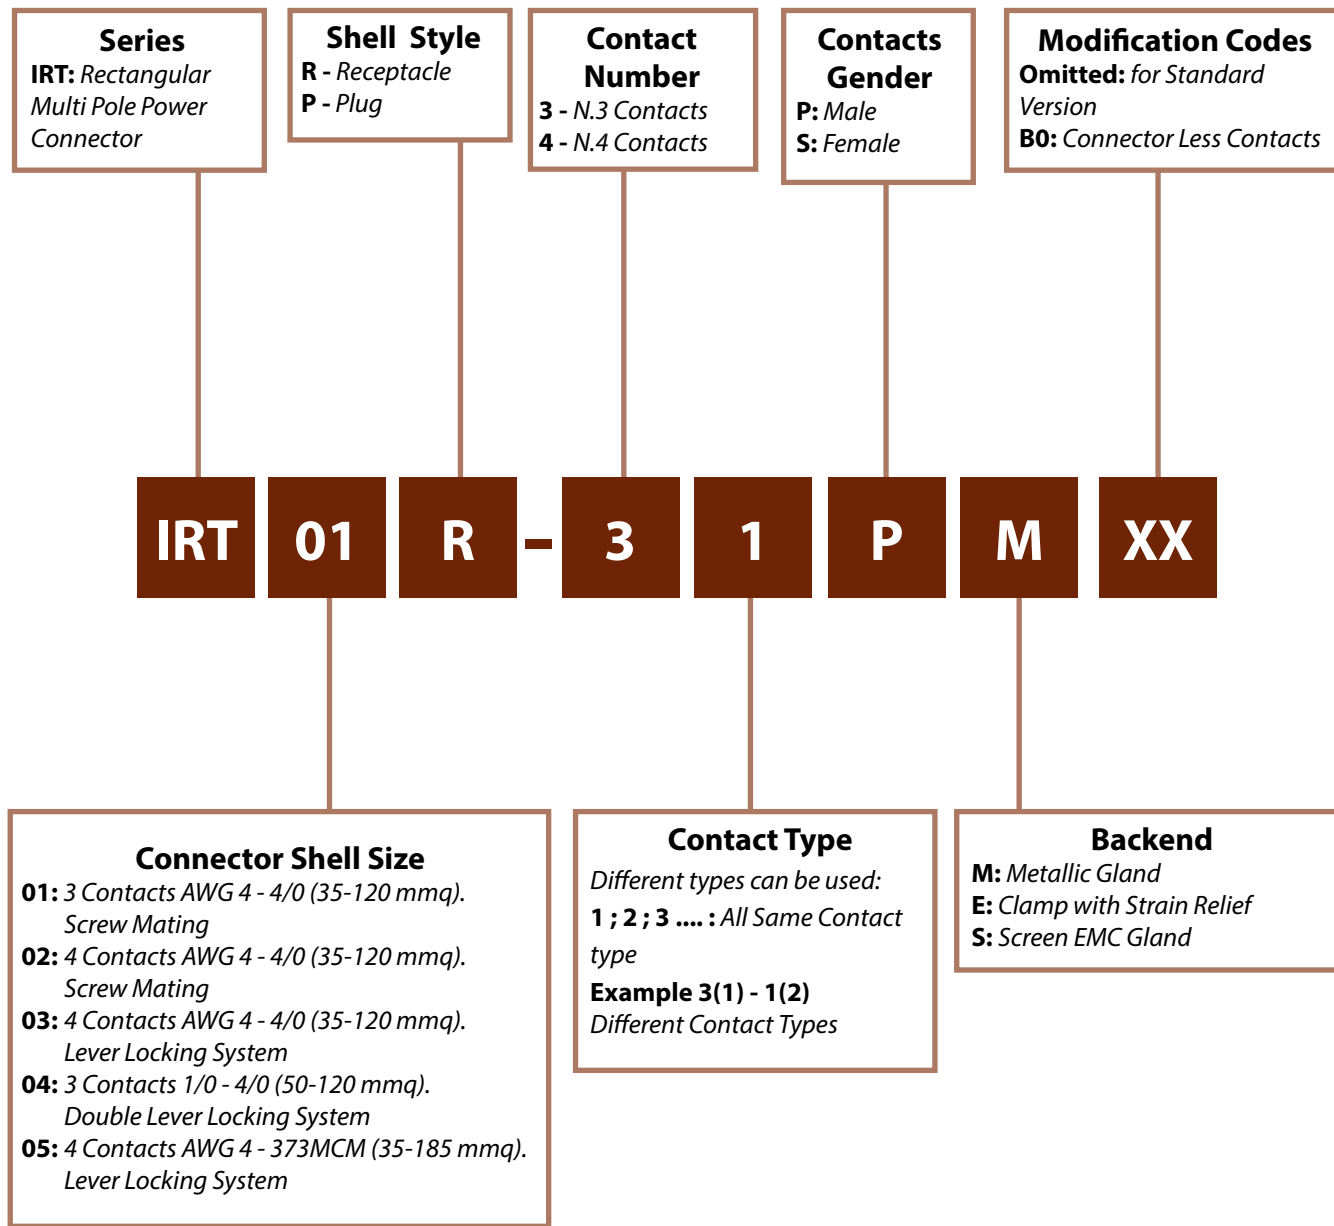 Series
IRT: Rectangular
Multi Pole Power
Connector
Shell Style
R - Receptacle
P - Plug
Contact
Number
3 - N.3 Contacts
4 - N.4 Contacts
Contacts
Gender
P: Male
S: Female
Modification Codes
Omitted: for Standard
Version
B0: Connector Less Contacts
IRT 01 R - 3 1 P M XX
Connector Shell Size
01: 3 Contacts AWG 4 - 4/0 (35-120 mmq).
Screw Mating
02: 4 Contacts AWG 4 - 4/0 (35-120 mmq).
Screw Mating
03: 4 Contacts AWG 4 - 4/0 (35-120 mmq).
Lever Locking System
04: 3 Contacts 1/0 - 4/0 (50-120 mmq).
Double Lever Locking System
05: 4 Contacts AWG 4 - 373MCM (35-185 mmq).
Lever Locking System
Contact Type
Different types can be used:
1 ; 2 ; 3 .... : All Same Contact
type
Example 3(1) - 1(2)
Different Contact Types
Backend
M: Metallic Gland
E: Clamp with Strain Relief
S: Screen EMC Gland